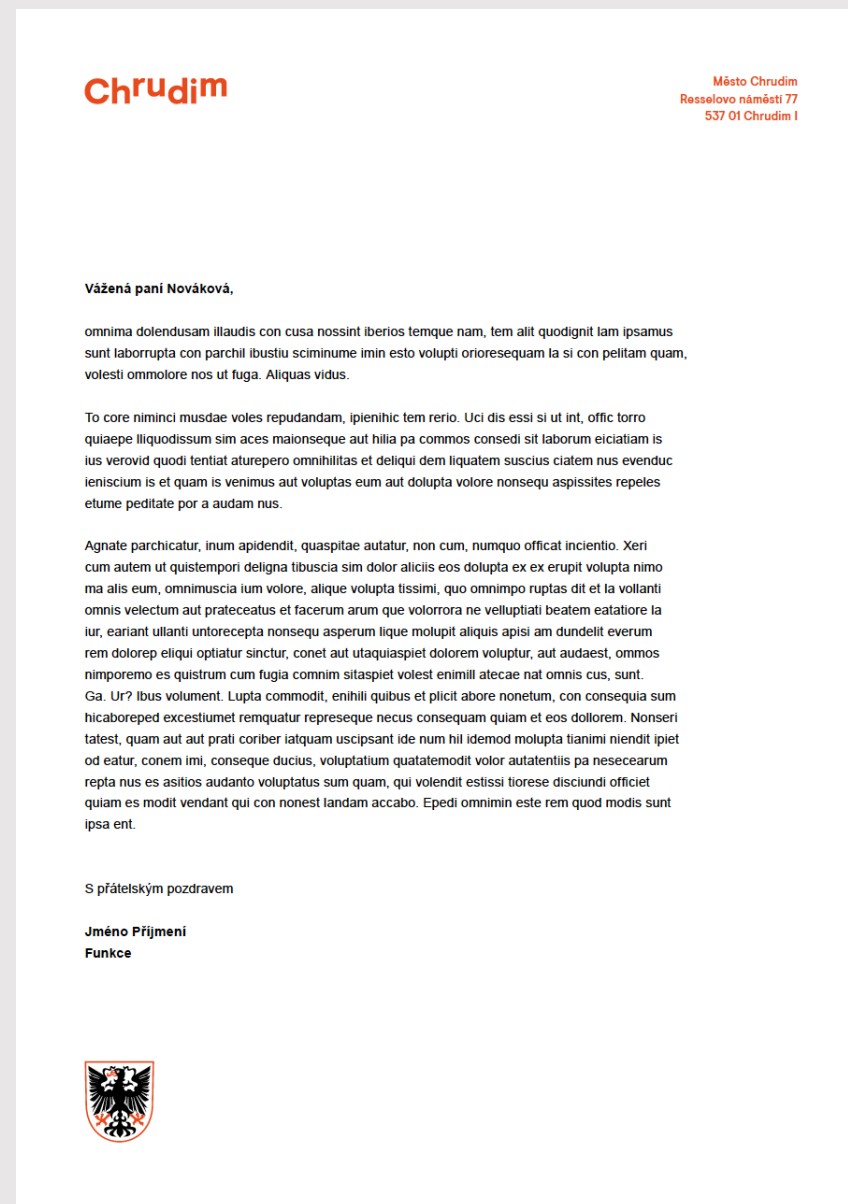 Chrudim
Město Chrudim
Resselovo náměstí 77
537 01 Chrudim I
Vážená paní Nováková,
omnima dolendusam illaudis con cusa nossint iberios temque nam, tem alit quodignit lam ipsamus
sunt laborrupta con parchil ibustiu sciminume imin esto volupti orioresequam la si con pelitam quam,
volesti ommolore nos ut fuga. Aliquas vidus.
To core niminci musdae voles repudandam, ipienihic tem rerio. Uci dis essi si ut int, offic torro
quiaepe lliquodissum sim aces maionseque aut hilia pa commos consedi sit laborum eiciatiam is
ius verovid quodi tentiat aturepero omnihilitas et deliqui dem liquatem suscius ciatem nus evenduc
ieniscium is et quam is venimus aut voluptas eum aut dolupta volore nonsequ aspissites repeles
etume peditate por a audam nus.
Agnate parchicatur, inum apidendit, quaspitae autatur, non cum, numquo officat incientio. Xeri
cum autem ut quistempori deligna tibuscia sim dolor aliciis eos dolupta ex ex erupit volupta nimo
ma alis eum, omnimuscia ium volore, alique volupta tissimi, quo omnimpo ruptas dit et la vollanti
omnis velectum aut prateceatus et facerum arum que volorrora ne velluptiati beatem eatatiore la
iur, eariant ullanti untorecepta nonsequ asperum lique molupit aliquis apisi am dundelit everum
rem dolorep eliqui optiatur sinctur, conet aut utaquiaspiet dolorem voluptur, aut audaest, ommos
nimporemo es quistrum cum fugia comnim sitaspiet volest enimill atecae nat omnis cus, sunt.
Ga. Ur? Ibus volument. Lupta commodit, enihili quibus et plicit abore nonetum, con consequia sum
hicaboreped excestiumet remquatur represeque necus consequam quiam et eos dollorem. Nonseri
tatest, quam aut aut prati coriber iatquam uscipsant ide num hil idemod molupta tianimi niendit ipiet
od eatur, conem imi, conseque ducius, voluptatium quatatemodit volor autatentiis pa nesecearum
repta nus es asitios audanto voluptatus sum quam, qui volendit estissi tiorese disciundi officiet
quiam es modit vendant qui con nonest landam accabo. Epedi omnimin este rem quod modis sunt
ipsa ent.
S přátelským pozdravem
Jméno Příjmení
Funkce